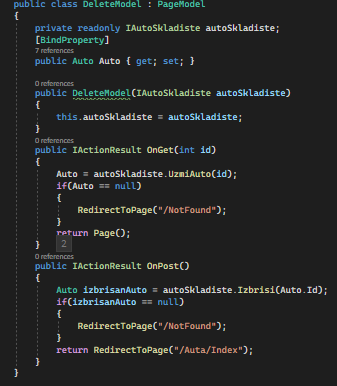 public class DeleteModel : PageModel
{
private readonly IAutoSkladiste autoSkladiste;
[BindProperty]
7 references
public Auto Auto { get; set; }
0 references
public DeleteModel(IAutoSkladiste autoSkladiste)
{
this.autoSkladiste = autoSkladiste;
}
0 references
public IActionResult OnGet(int id)
{
Auto = autoSkladiste.UzmiAuto(id);
if(Auto == null)
{
RedirectToPage("/NotFound");
}
return Page();
} 2
0 references
public IActionResult OnPost()
{
Auto izbrisanAuto = autoSkladiste.Izbrisi(Auto.Id);
if(izbrisanAuto == null)
{
RedirectToPage("/NotFound");
}
return RedirectToPage("/Auta/Index");
}
}